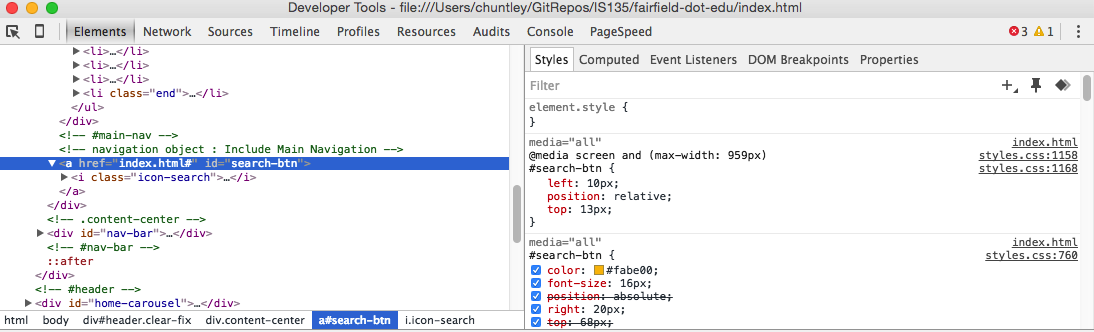 Developer Tools - file:///Users/chuntley/GitRepos/IS135/fairfield-dot-edu/index.html
Elements Network Sources Timeline Profiles Resources Audits Console PageSpeed 3 1
▶<li>…</li>
▶<li>…</li>
▶<li>…</li>
▶<li class="end">…</li>
</ul>
</div>
<!-- #main-nav -->
<!-- navigation object : Include Main Navigation -->
▼<a href="index.html#" id="search-btn">
▶<i class="icon-search">…</i>
</a>
</div>
<!-- .content-center -->
▶<div id="nav-bar">…</div>
<!-- #nav-bar -->
::after
</div>
<!-- #header -->
▶<div id="home-carousel">…</div>
html body div#header.clear-fix div.content-center a#search-btn i.icon-search
Styles Computed Event Listeners DOM Breakpoints Properties
Filter
element.style {
}
media="all" index.html
@media screen and (max-width: 959px) styles.css:1158
#search-btn { styles.css:1168
left: 10px;
position: relative;
top: 13px;
}
media="all" index.html
#search-btn { styles.css:760
color: #fabe00;
font-size: 16px;
position: absolute;
right: 20px;
top: 68px;